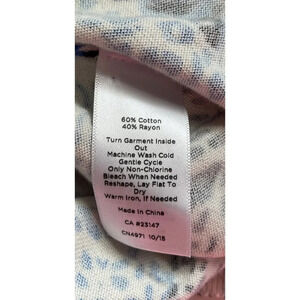 60% Cotton
40% Rayon
Turn Garment Inside
Out
Machine Wash Cold
Gentle Cycle
Only Non-Chlorine
Bleach When Needed
Reshape, Lay Flat To
Dry
Warm Iron, If Needed
Made In China
CA #23147
CN4971 10/15